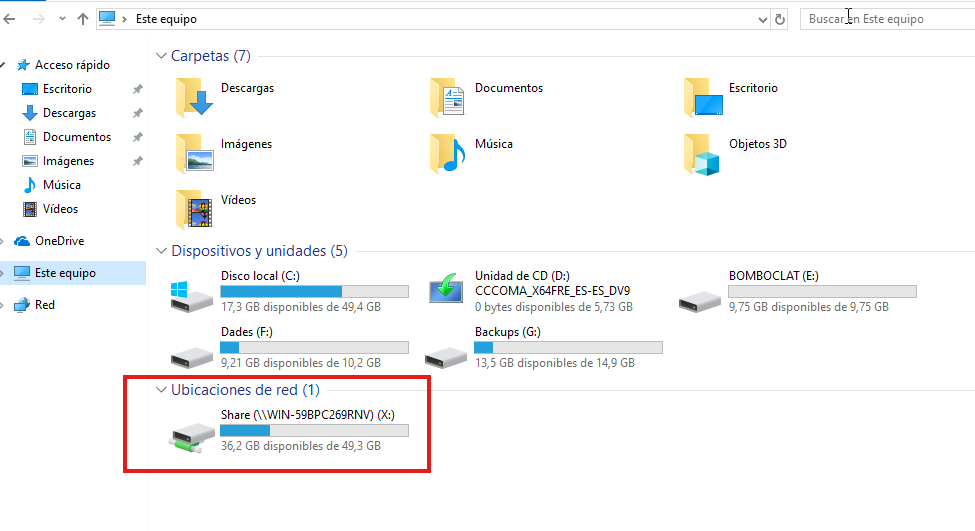 Este equipo
Buscar en Este equipo
Acceso rápido
Escritorio
Descargas
Documentos
Imágenes
Música
Vídeos
OneDrive
Este equipo
Red
Carpetas (7)
Descargas
Documentos
Escritorio
Imágenes
Música
Objetos 3D
Vídeos
Dispositivos y unidades (5)
Disco local (C:)
17,3 GB disponibles de 49,4 GB
Unidad de CD (D:)
CCCOMA_X64FRE_ES-ES_DV9
0 bytes disponibles de 5,73 GB
BOMBOCLAT (E:)
9,75 GB disponibles de 9,75 GB
Dades (F:)
9,21 GB disponibles de 10,2 GB
Backups (G:)
13,5 GB disponibles de 14,9 GB
Ubicaciones de red (1)
Share (\\WIN-59BPC269RNV) (X:)
36,2 GB disponibles de 49,3 GB